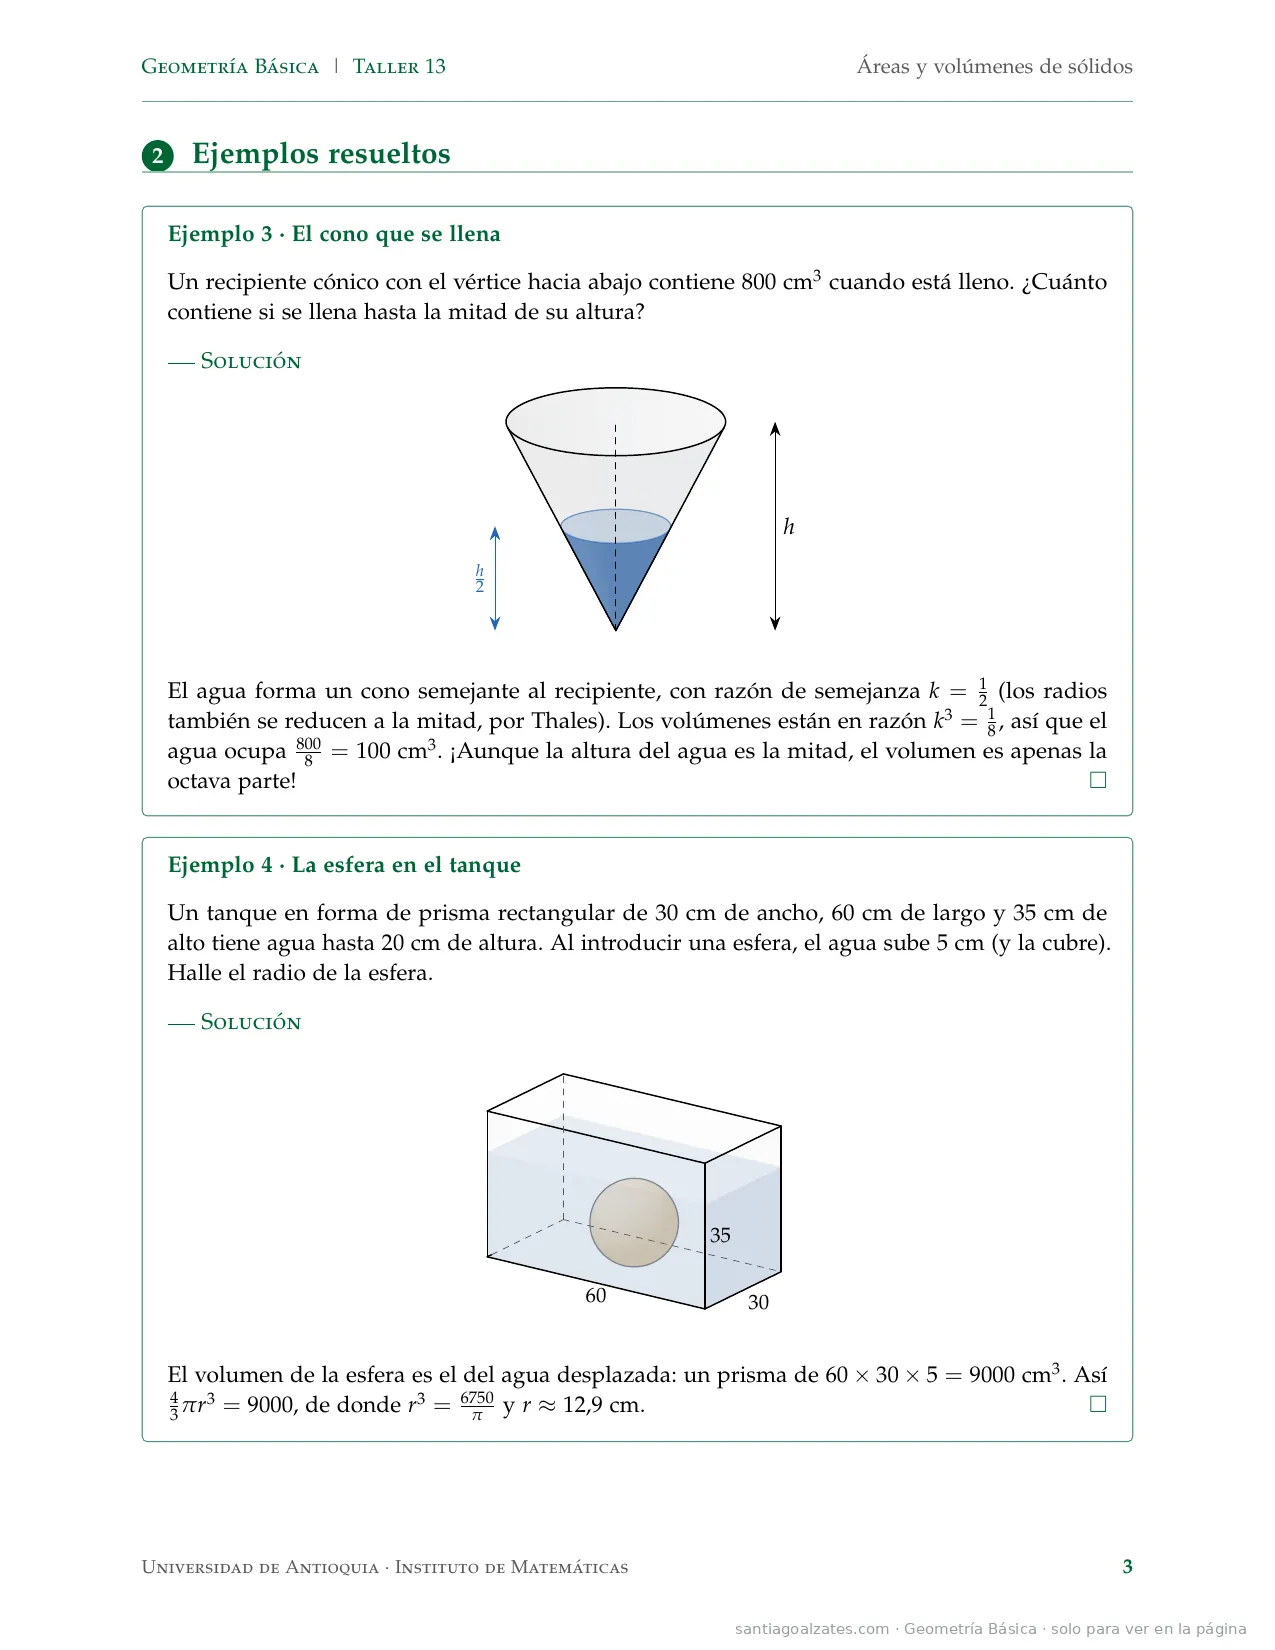 Geometría Básica | Taller 13
Áreas y volúmenes de sólidos
2 Ejemplos resueltos
Ejemplo 3 · El cono que se llena
Un recipiente cónico con el vértice hacia abajo contiene 800 cm³ cuando está lleno. ¿Cuánto
contiene si se llena hasta la mitad de su altura?
— Solución
h
h/2
El agua forma un cono semejante al recipiente, con razón de semejanza k = 1/2 (los radios
también se reducen a la mitad, por Thales). Los volúmenes están en razón k³ = 1/8, así que el
agua ocupa 800/8 = 100 cm³. ¡Aunque la altura del agua es la mitad, el volumen es apenas la
octava parte! □
Ejemplo 4 · La esfera en el tanque
Un tanque en forma de prisma rectangular de 30 cm de ancho, 60 cm de largo y 35 cm de
alto tiene agua hasta 20 cm de altura. Al introducir una esfera, el agua sube 5 cm (y la cubre).
Halle el radio de la esfera.
— Solución
35
60
30
El volumen de la esfera es el del agua desplazada: un prisma de 60 × 30 × 5 = 9000 cm³. Así
4/3 πr³ = 9000, de donde r³ = 6750/π y r ≈ 12,9 cm. □
Universidad de Antioquia · Instituto de Matemáticas
3
santiagoalzates.com · Geometría Básica · solo para ver en la página